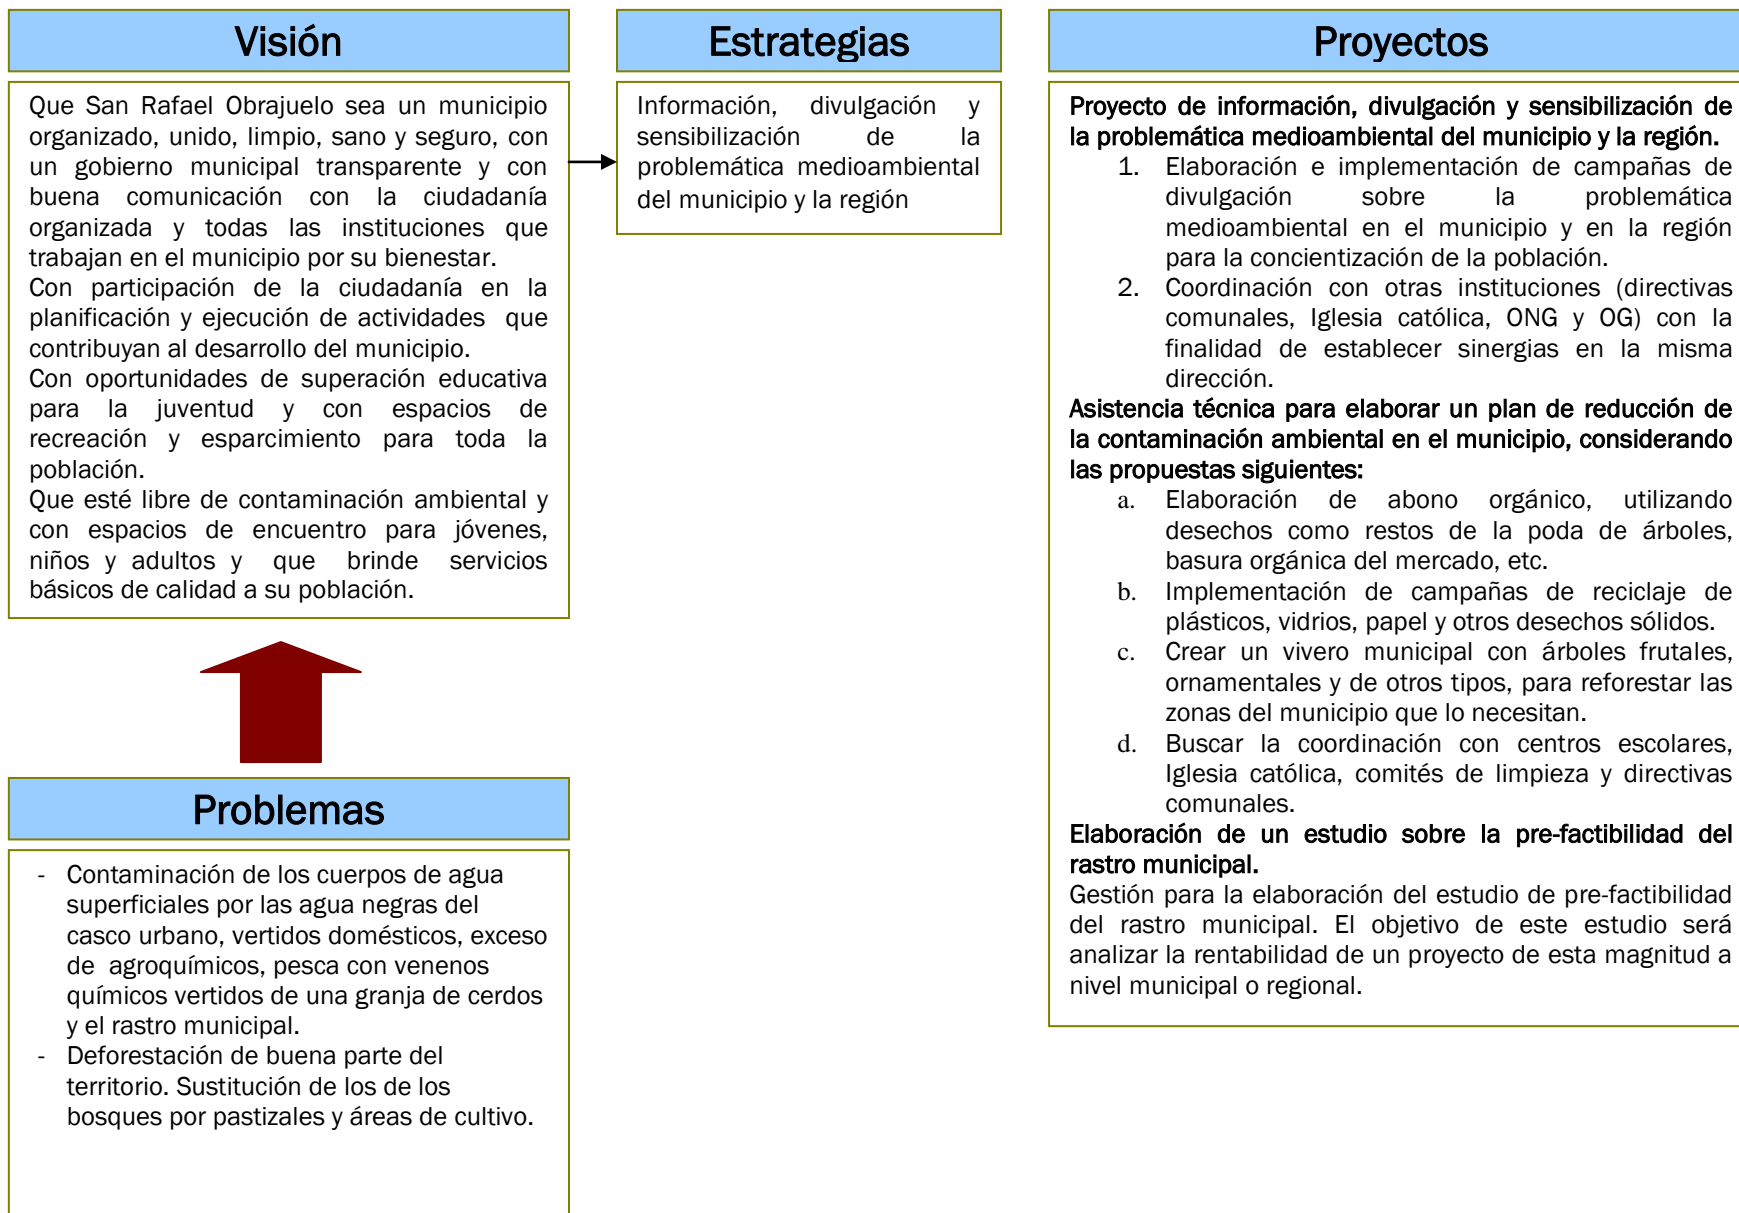 Visión
Que San Rafael Obrajuelo sea un municipio
organizado, unido, limpio, sano y seguro, con
un gobierno municipal transparente y con
buena comunicación con la ciudadanía
organizada y todas las instituciones que
trabajan en el municipio por su bienestar.
Con participación de la ciudadanía en la
planificación y ejecución de actividades que
contribuyan al desarrollo del municipio.
Con oportunidades de superación educativa
para la juventud y con espacios de
recreación y esparcimiento para toda la
población.
Que esté libre de contaminación ambiental y
con espacios de encuentro para jóvenes,
niños y adultos y que brinde servicios
básicos de calidad a su población.
Problemas
- Contaminación de los cuerpos de agua
superficiales por las agua negras del
casco urbano, vertidos domésticos, exceso
de agroquímicos, pesca con venenos
químicos vertidos de una granja de cerdos
y el rastro municipal.
- Deforestación de buena parte del
territorio. Sustitución de los de los
bosques por pastizales y áreas de cultivo.
Estrategias
Información, divulgación y
sensibilización de la
problemática medioambiental
del municipio y la región
Proyectos
Proyecto de información, divulgación y sensibilización de
la problemática medioambiental del municipio y la región.
1. Elaboración e implementación de campañas de
divulgación sobre la problemática
medioambiental en el municipio y en la región
para la concientización de la población.
2. Coordinación con otras instituciones (directivas
comunales, Iglesia católica, ONG y OG) con la
finalidad de establecer sinergias en la misma
dirección.
Asistencia técnica para elaborar un plan de reducción de
la contaminación ambiental en el municipio, considerando
las propuestas siguientes:
a. Elaboración de abono orgánico, utilizando
desechos como restos de la poda de árboles,
basura orgánica del mercado, etc.
b. Implementación de campañas de reciclaje de
plásticos, vidrios, papel y otros desechos sólidos.
c. Crear un vivero municipal con árboles frutales,
ornamentales y de otros tipos, para reforestar las
zonas del municipio que lo necesitan.
d. Buscar la coordinación con centros escolares,
Iglesia católica, comités de limpieza y directivas
comunales.
Elaboración de un estudio sobre la pre-factibilidad del
rastro municipal.
Gestión para la elaboración del estudio de pre-factibilidad
del rastro municipal. El objetivo de este estudio será
analizar la rentabilidad de un proyecto de esta magnitud a
nivel municipal o regional.